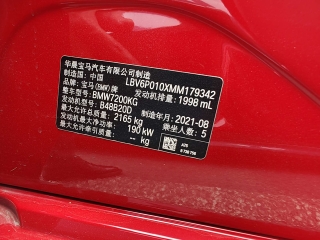 华晨宝马汽车有限公司制造
制造国：中国 LBV6P010XMM179342
品牌：宝马(BMW)牌 发动机排量：1998 mL
整车型号：BMW7200KG
发动机型号：B48B20D
最大允许总质量：2165 kg 制造年月：2021-08
最大净功率：190 kW 乘坐人数：5
最大允许牵引质量：-- kg